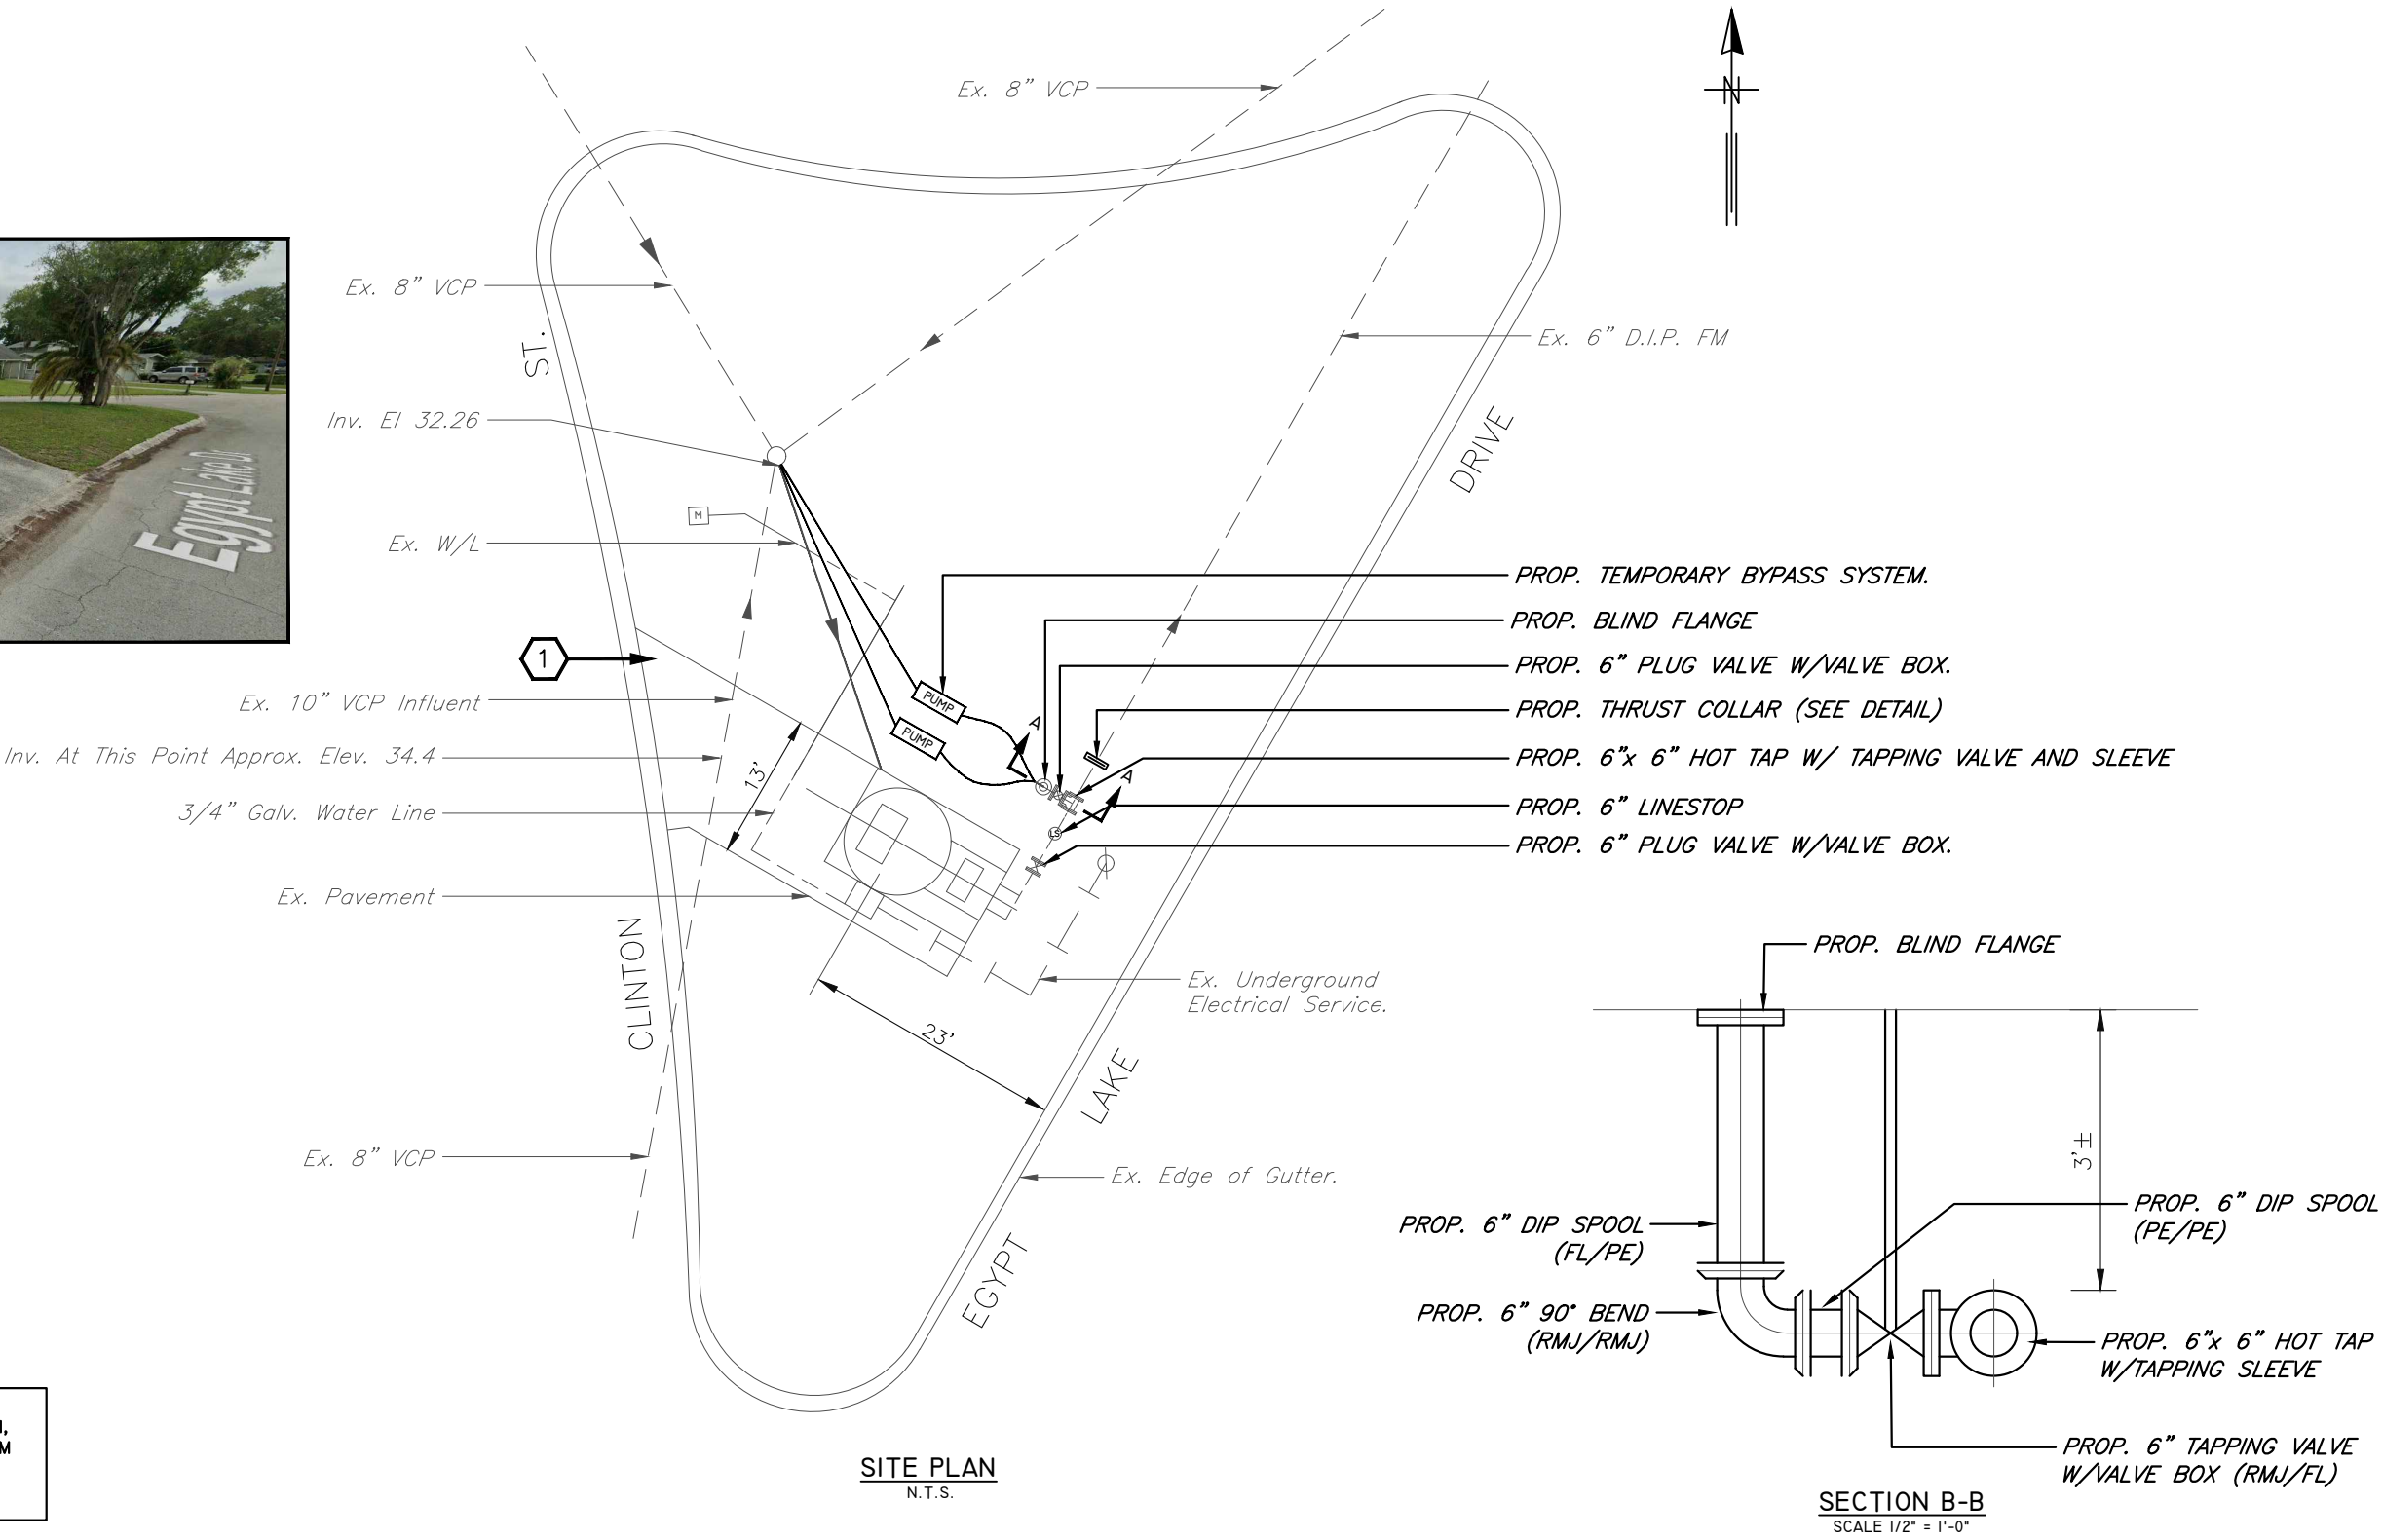 Ex. 8" VCP
N
Ex. 8" VCP
ST.
Ex. 6" D.I.P. FM
Inv. El 32.26
DRIVE
Egypt Lake Dr
M
Ex. W/L
PROP. TEMPORARY BYPASS SYSTEM.
PROP. BLIND FLANGE
1
PROP. 6" PLUG VALVE W/VALVE BOX.
Ex. 10" VCP Influent
PUMP
PUMP
A
PROP. THRUST COLLAR (SEE DETAIL)
Inv. At This Point Approx. Elev. 34.4
13'
A
PROP. 6"x 6" HOT TAP W/ TAPPING VALVE AND SLEEVE
3/4" Galv. Water Line
LS
PROP. 6" LINESTOP
PROP. 6" PLUG VALVE W/VALVE BOX.
Ex. Pavement
CLINTON
Ex. Underground
Electrical Service.
23'
LAKE
Ex. 8" VCP
Ex. Edge of Gutter.
EGYPT
SITE PLAN
N.T.S.
PROP. BLIND FLANGE
3'±
PROP. 6" DIP SPOOL
(FL/PE)
PROP. 6" DIP SPOOL
(PE/PE)
PROP. 6" 90° BEND
(RMJ/RMJ)
PROP. 6"x 6" HOT TAP
W/TAPPING SLEEVE
PROP. 6" TAPPING VALVE
W/VALVE BOX (RMJ/FL)
SECTION B-B
SCALE 1/2" = 1'-0"